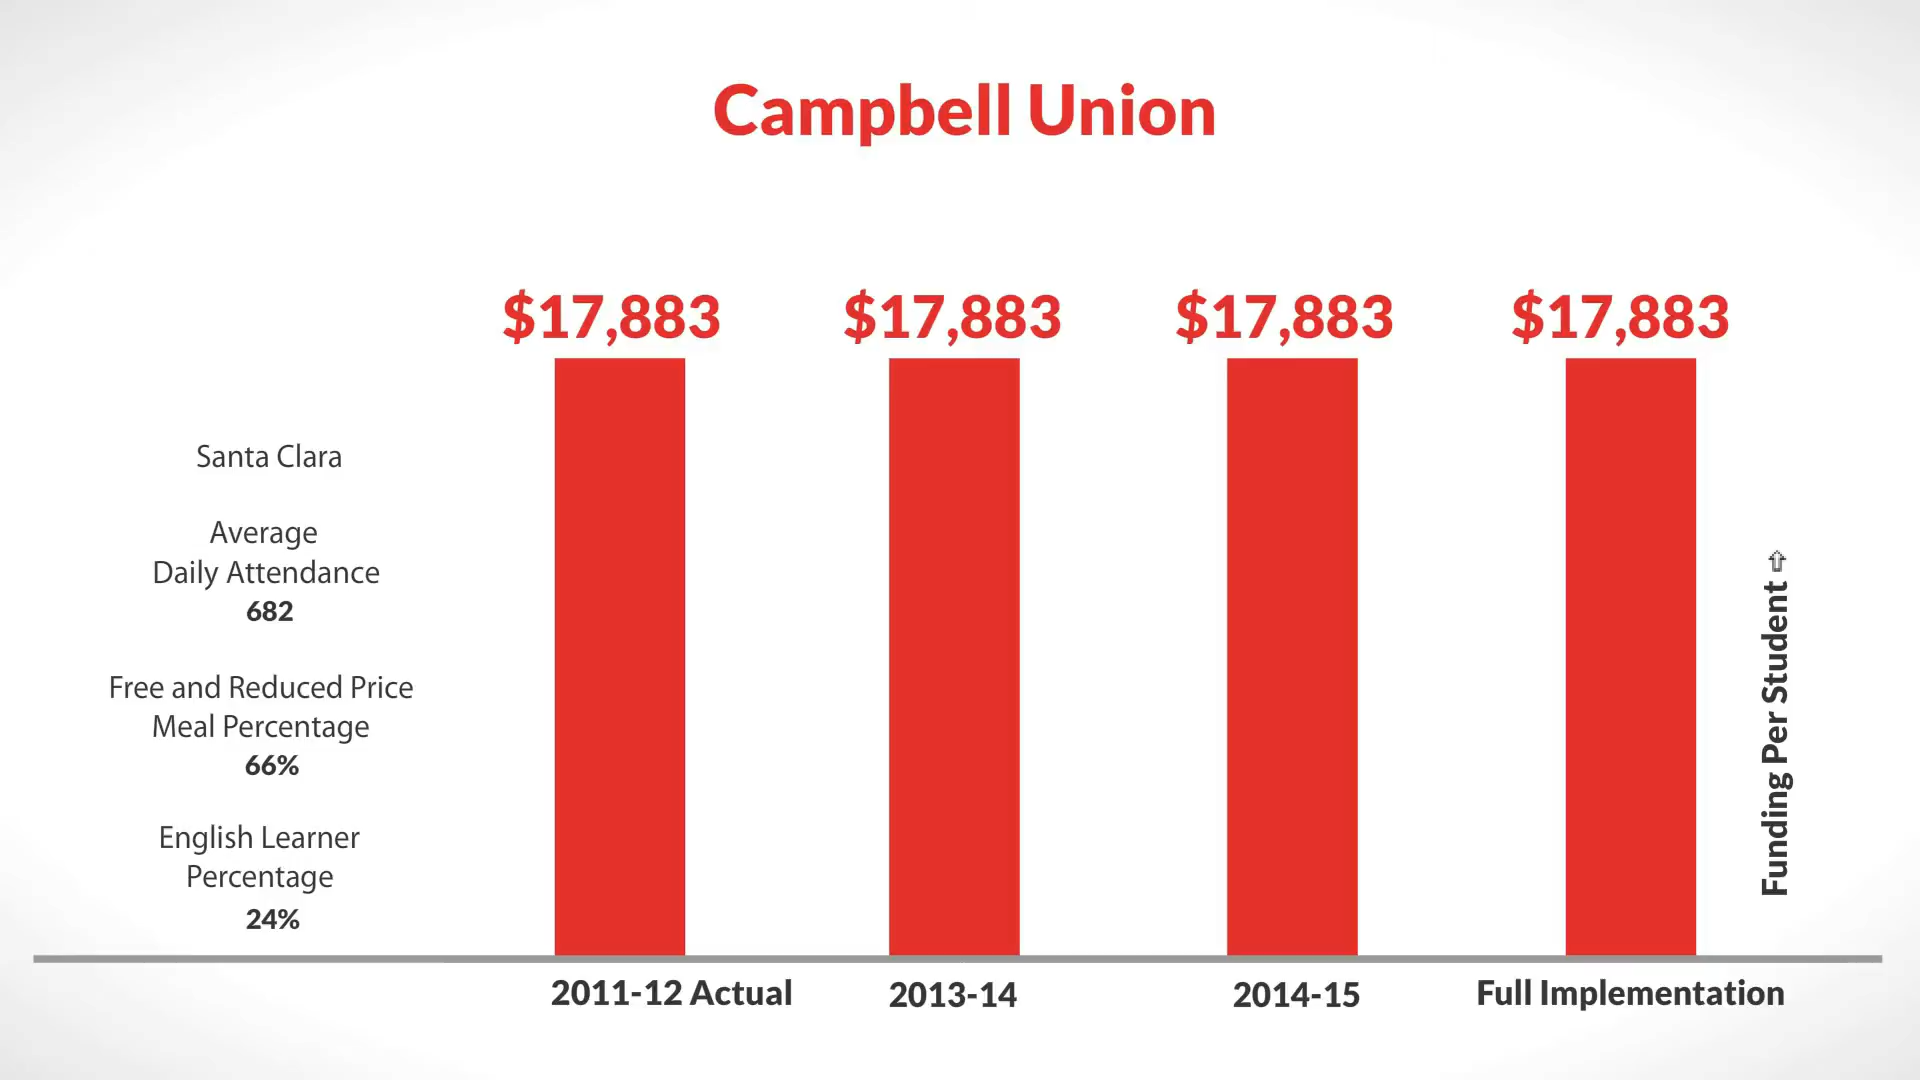 Campbell Union
$17,883 $17,883 $17,883 $17,883
Santa Clara
Average
Daily Attendance
682
Free and Reduced Price
Meal Percentage
66%
English Learner
Percentage
24%
Funding Per Student ⇧
2011-12 Actual 2013-14 2014-15 Full Implementation